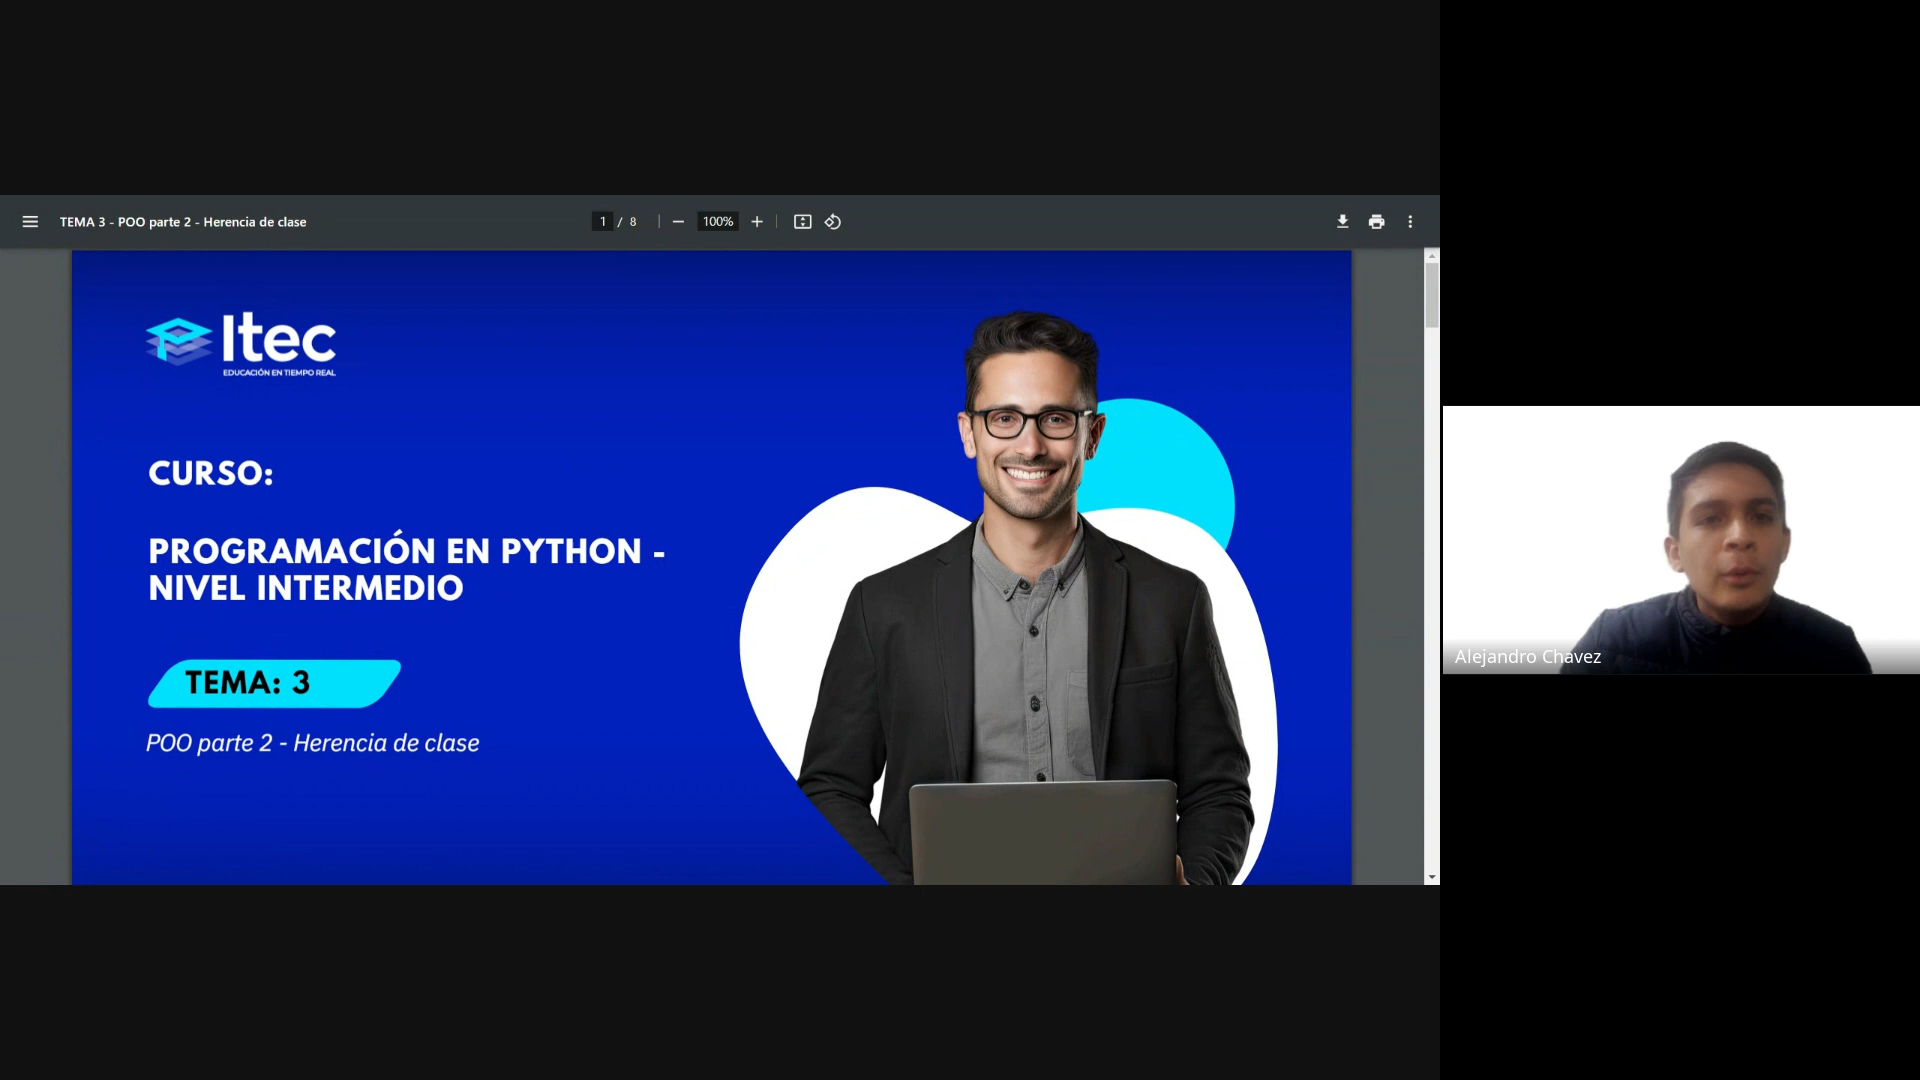 TEMA 3 - POO parte 2 - Herencia de clase
1 / 8
100%
Itec
EDUCACIÓN EN TIEMPO REAL
CURSO:
PROGRAMACIÓN EN PYTHON -
NIVEL INTERMEDIO
TEMA: 3
POO parte 2 - Herencia de clase
Alejandro Chavez